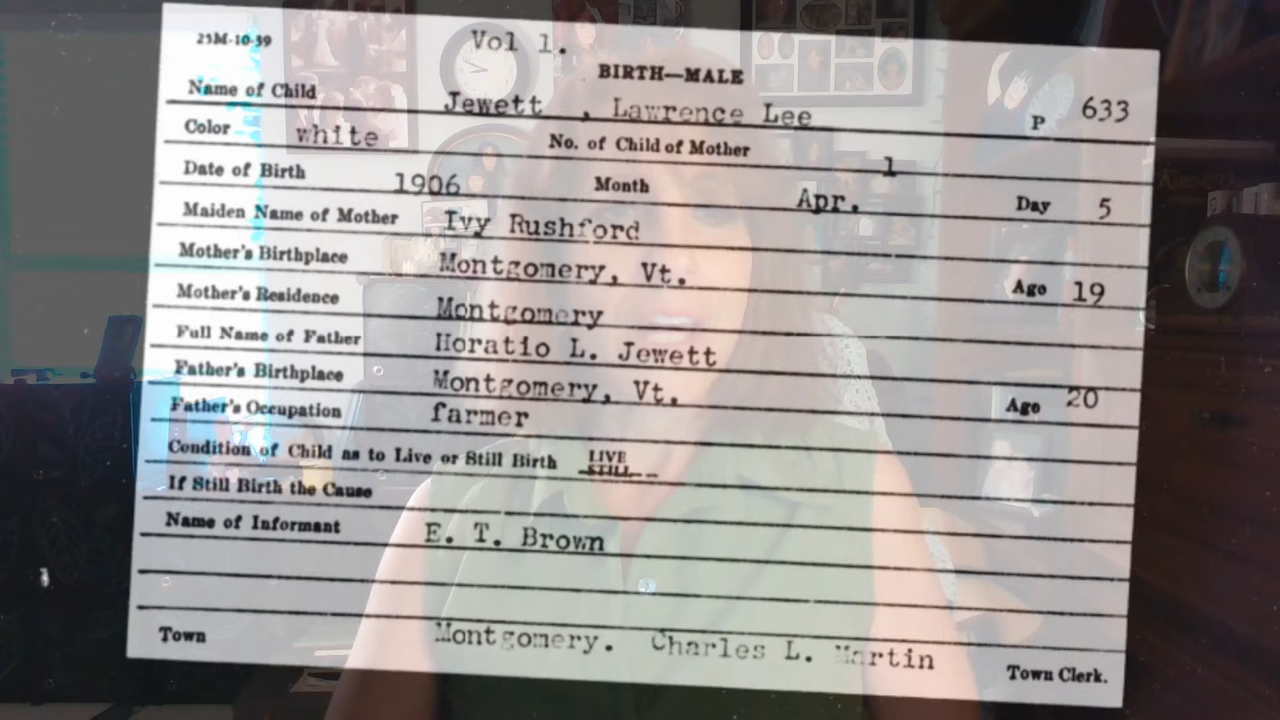 25M-10-39
Vol 1.
BIRTH—MALE
Name of Child Jewett , Lawrence Lee P 633
Color white No. of Child of Mother 1
Date of Birth 1906 Month Apr. Day 5
Maiden Name of Mother Ivy Rushford
Mother's Birthplace Montgomery, Vt. Age 19
Mother's Residence Montgomery
Full Name of Father Horatio L. Jewett
Father's Birthplace Montgomery, Vt. Age 20
Father's Occupation farmer
Condition of Child as to Live or Still Birth LIVE
STILL
If Still Birth the Cause
Name of Informant E. T. Brown
Town Montgomery. Charles L. Martin Town Clerk.